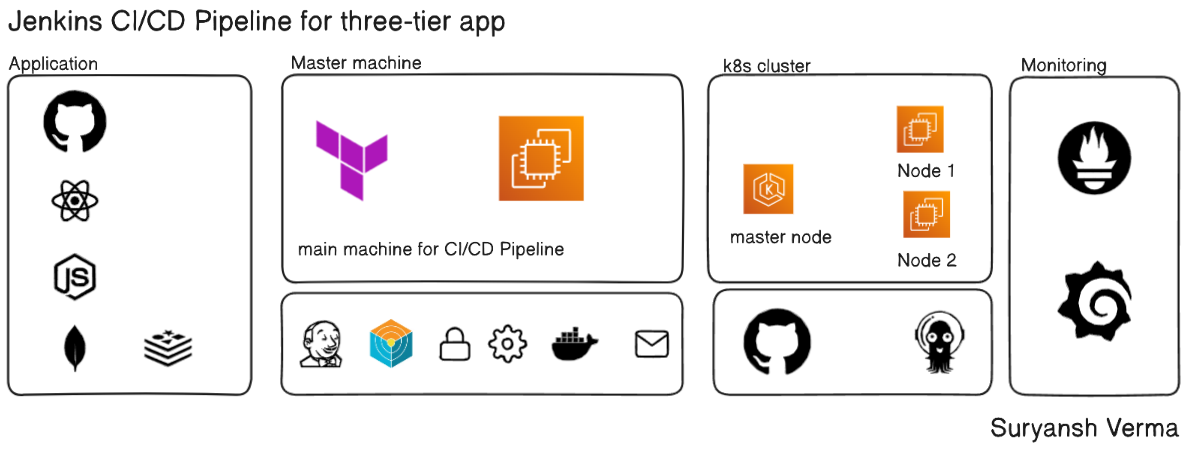 Jenkins CI/CD Pipeline for three-tier app
Application
Master machine
k8s cluster
Monitoring
Node 1
JS
K
master node
main machine for CI/CD Pipeline
Node 2
Suryansh Verma